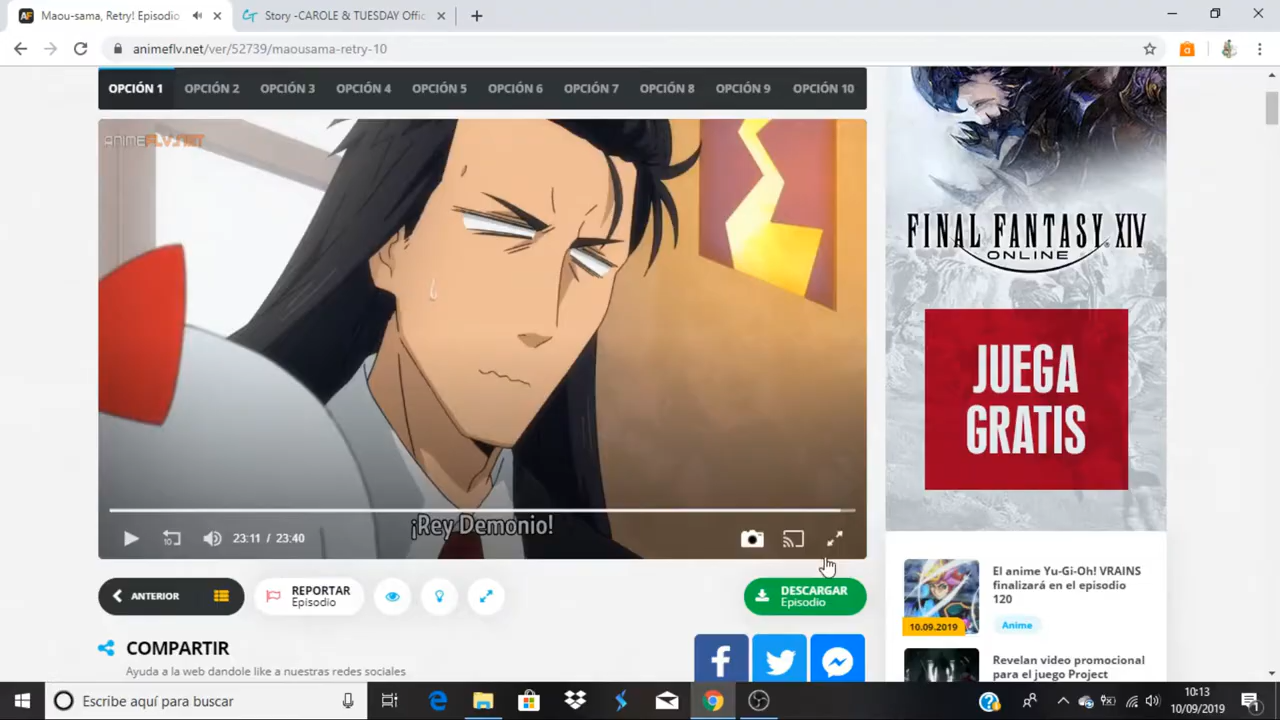 Maou-sama, Retry! Episodio
Story -CAROLE & TUESDAY Offic
animeflv.net/ver/52739/maousama-retry-10
OPCIÓN 1
OPCIÓN 2
OPCIÓN 3
OPCIÓN 4
OPCIÓN 5
OPCIÓN 6
OPCIÓN 7
OPCIÓN 8
OPCIÓN 9
OPCIÓN 10
ANIMEFLV.NET
FINAL FANTASY XIV
ONLINE
JUEGA
GRATIS
¡Rey Demonio!
10
23:11 / 23:40
ANTERIOR
REPORTAR
Episodio
DESCARGAR
Episodio
El anime Yu-Gi-Oh! VRAINS
finalizará en el episodio
120
10.09.2019
Anime
COMPARTIR
Ayuda a la web dandole like a nuestras redes sociales
Revelan video promocional
para el juego Project
Escribe aquí para buscar
10:13
10/09/2019
1